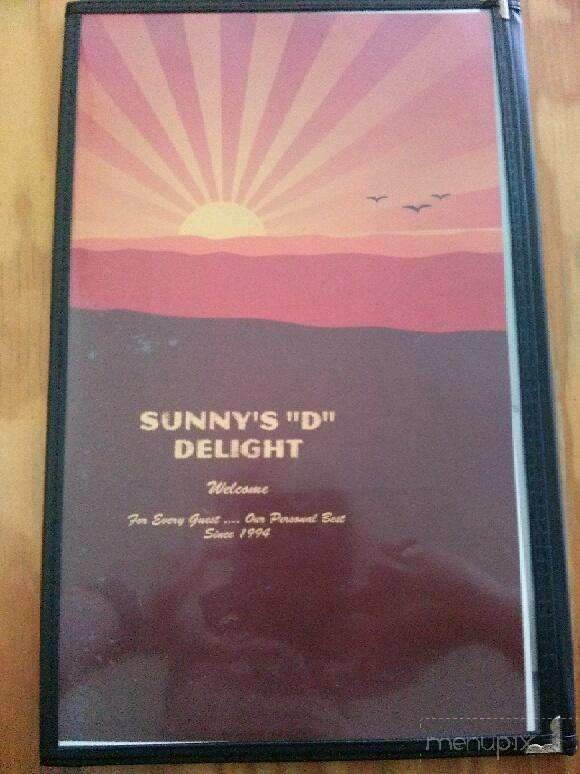 SUNNY'S "D"
DELIGHT
Welcome
For Every Guest .... Our Personal Best
Since 1994
menupix